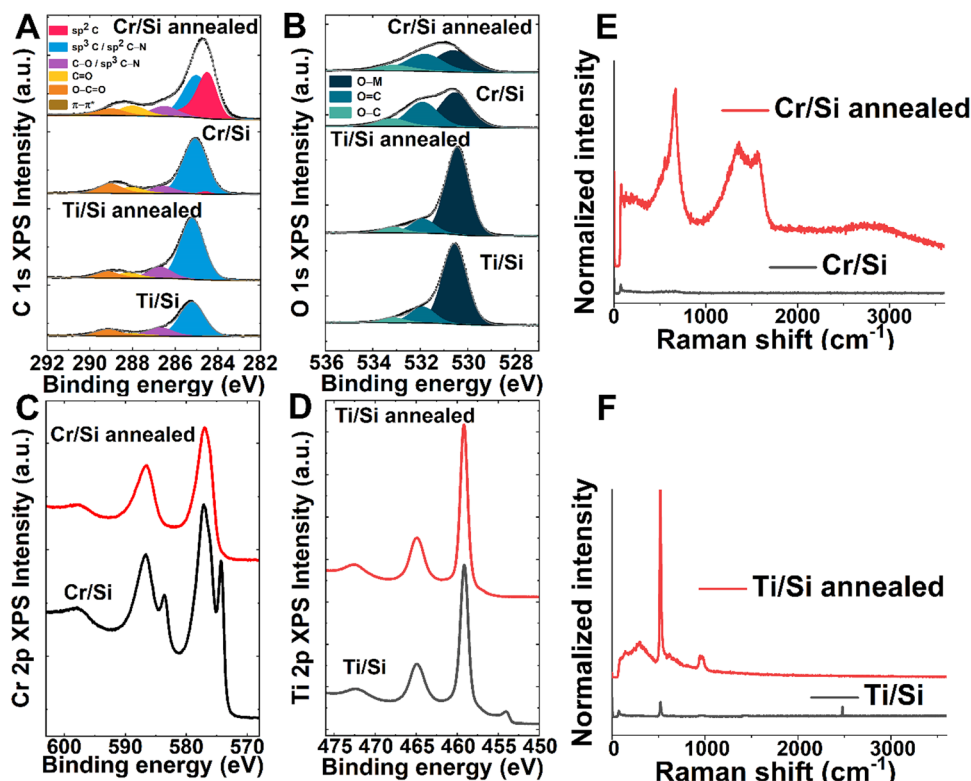 A
sp² C
sp³ C / sp² C–N
C–O / sp³ C–N
C=O
O–C=O
π–π*
Cr/Si annealed
Cr/Si
Ti/Si annealed
Ti/Si
C 1s XPS Intensity (a.u.)
292 290 288 286 284 282
Binding energy (eV)
B
Cr/Si annealed
O–M
O=C
O–C
Cr/Si
Ti/Si annealed
Ti/Si
O 1s XPS Intensity (a.u.)
536 534 532 530 528
Binding energy (eV)
E
Cr/Si annealed
Cr/Si
Normalized intensity
0 1000 2000 3000
Raman shift (cm⁻¹)
C
Cr/Si annealed
Cr/Si
Cr 2p XPS Intensity (a.u.)
600 590 580 570
Binding energy (eV)
D
Ti/Si annealed
Ti/Si
Ti 2p XPS Intensity (a.u.)
475 470 465 460 455 450
Binding energy (eV)
F
Ti/Si annealed
Ti/Si
Normalized intensity
0 1000 2000 3000
Raman shift (cm⁻¹)